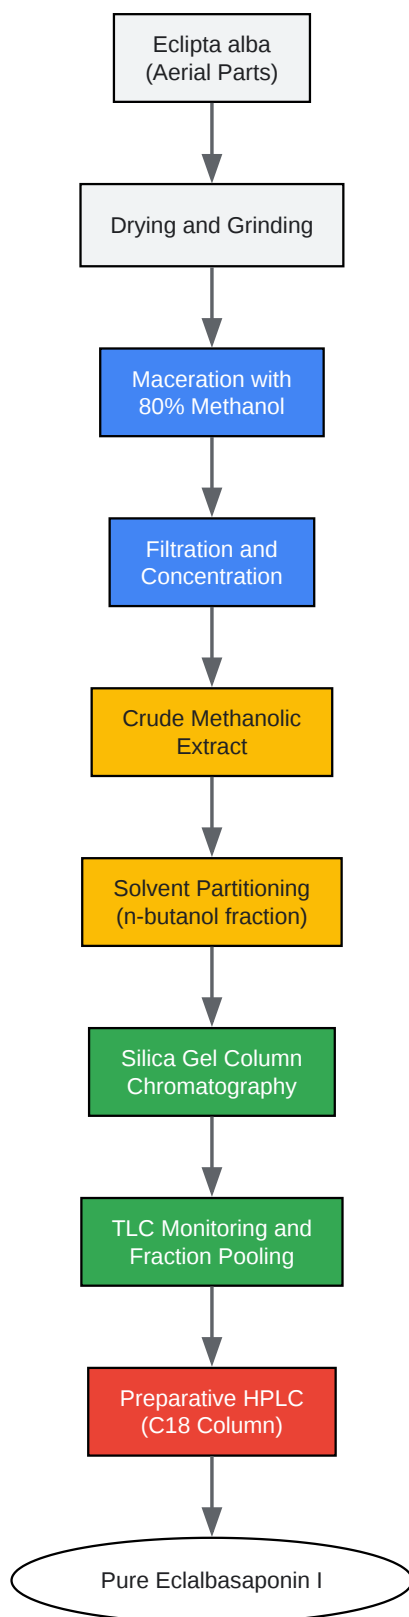 Eclipta alba
(Aerial Parts)
Drying and Grinding
Maceration with
80% Methanol
Filtration and
Concentration
Crude Methanolic
Extract
Solvent Partitioning
(n-butanol fraction)
Silica Gel Column
Chromatography
TLC Monitoring and
Fraction Pooling
Preparative HPLC
(C18 Column)
Pure Eclalbasaponin I